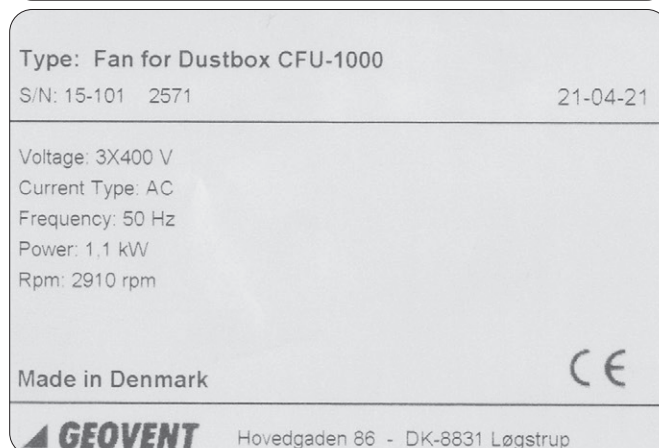 Type: Fan for Dustbox CFU-1000
S/N: 15-101 2571 21-04-21
Voltage: 3X400 V
Current Type: AC
Frequency: 50 Hz
Power: 1,1 kW
Rpm: 2910 rpm
CE
Made in Denmark
GEOVENT Hovedgaden 86 - DK-8831 Løgstrup